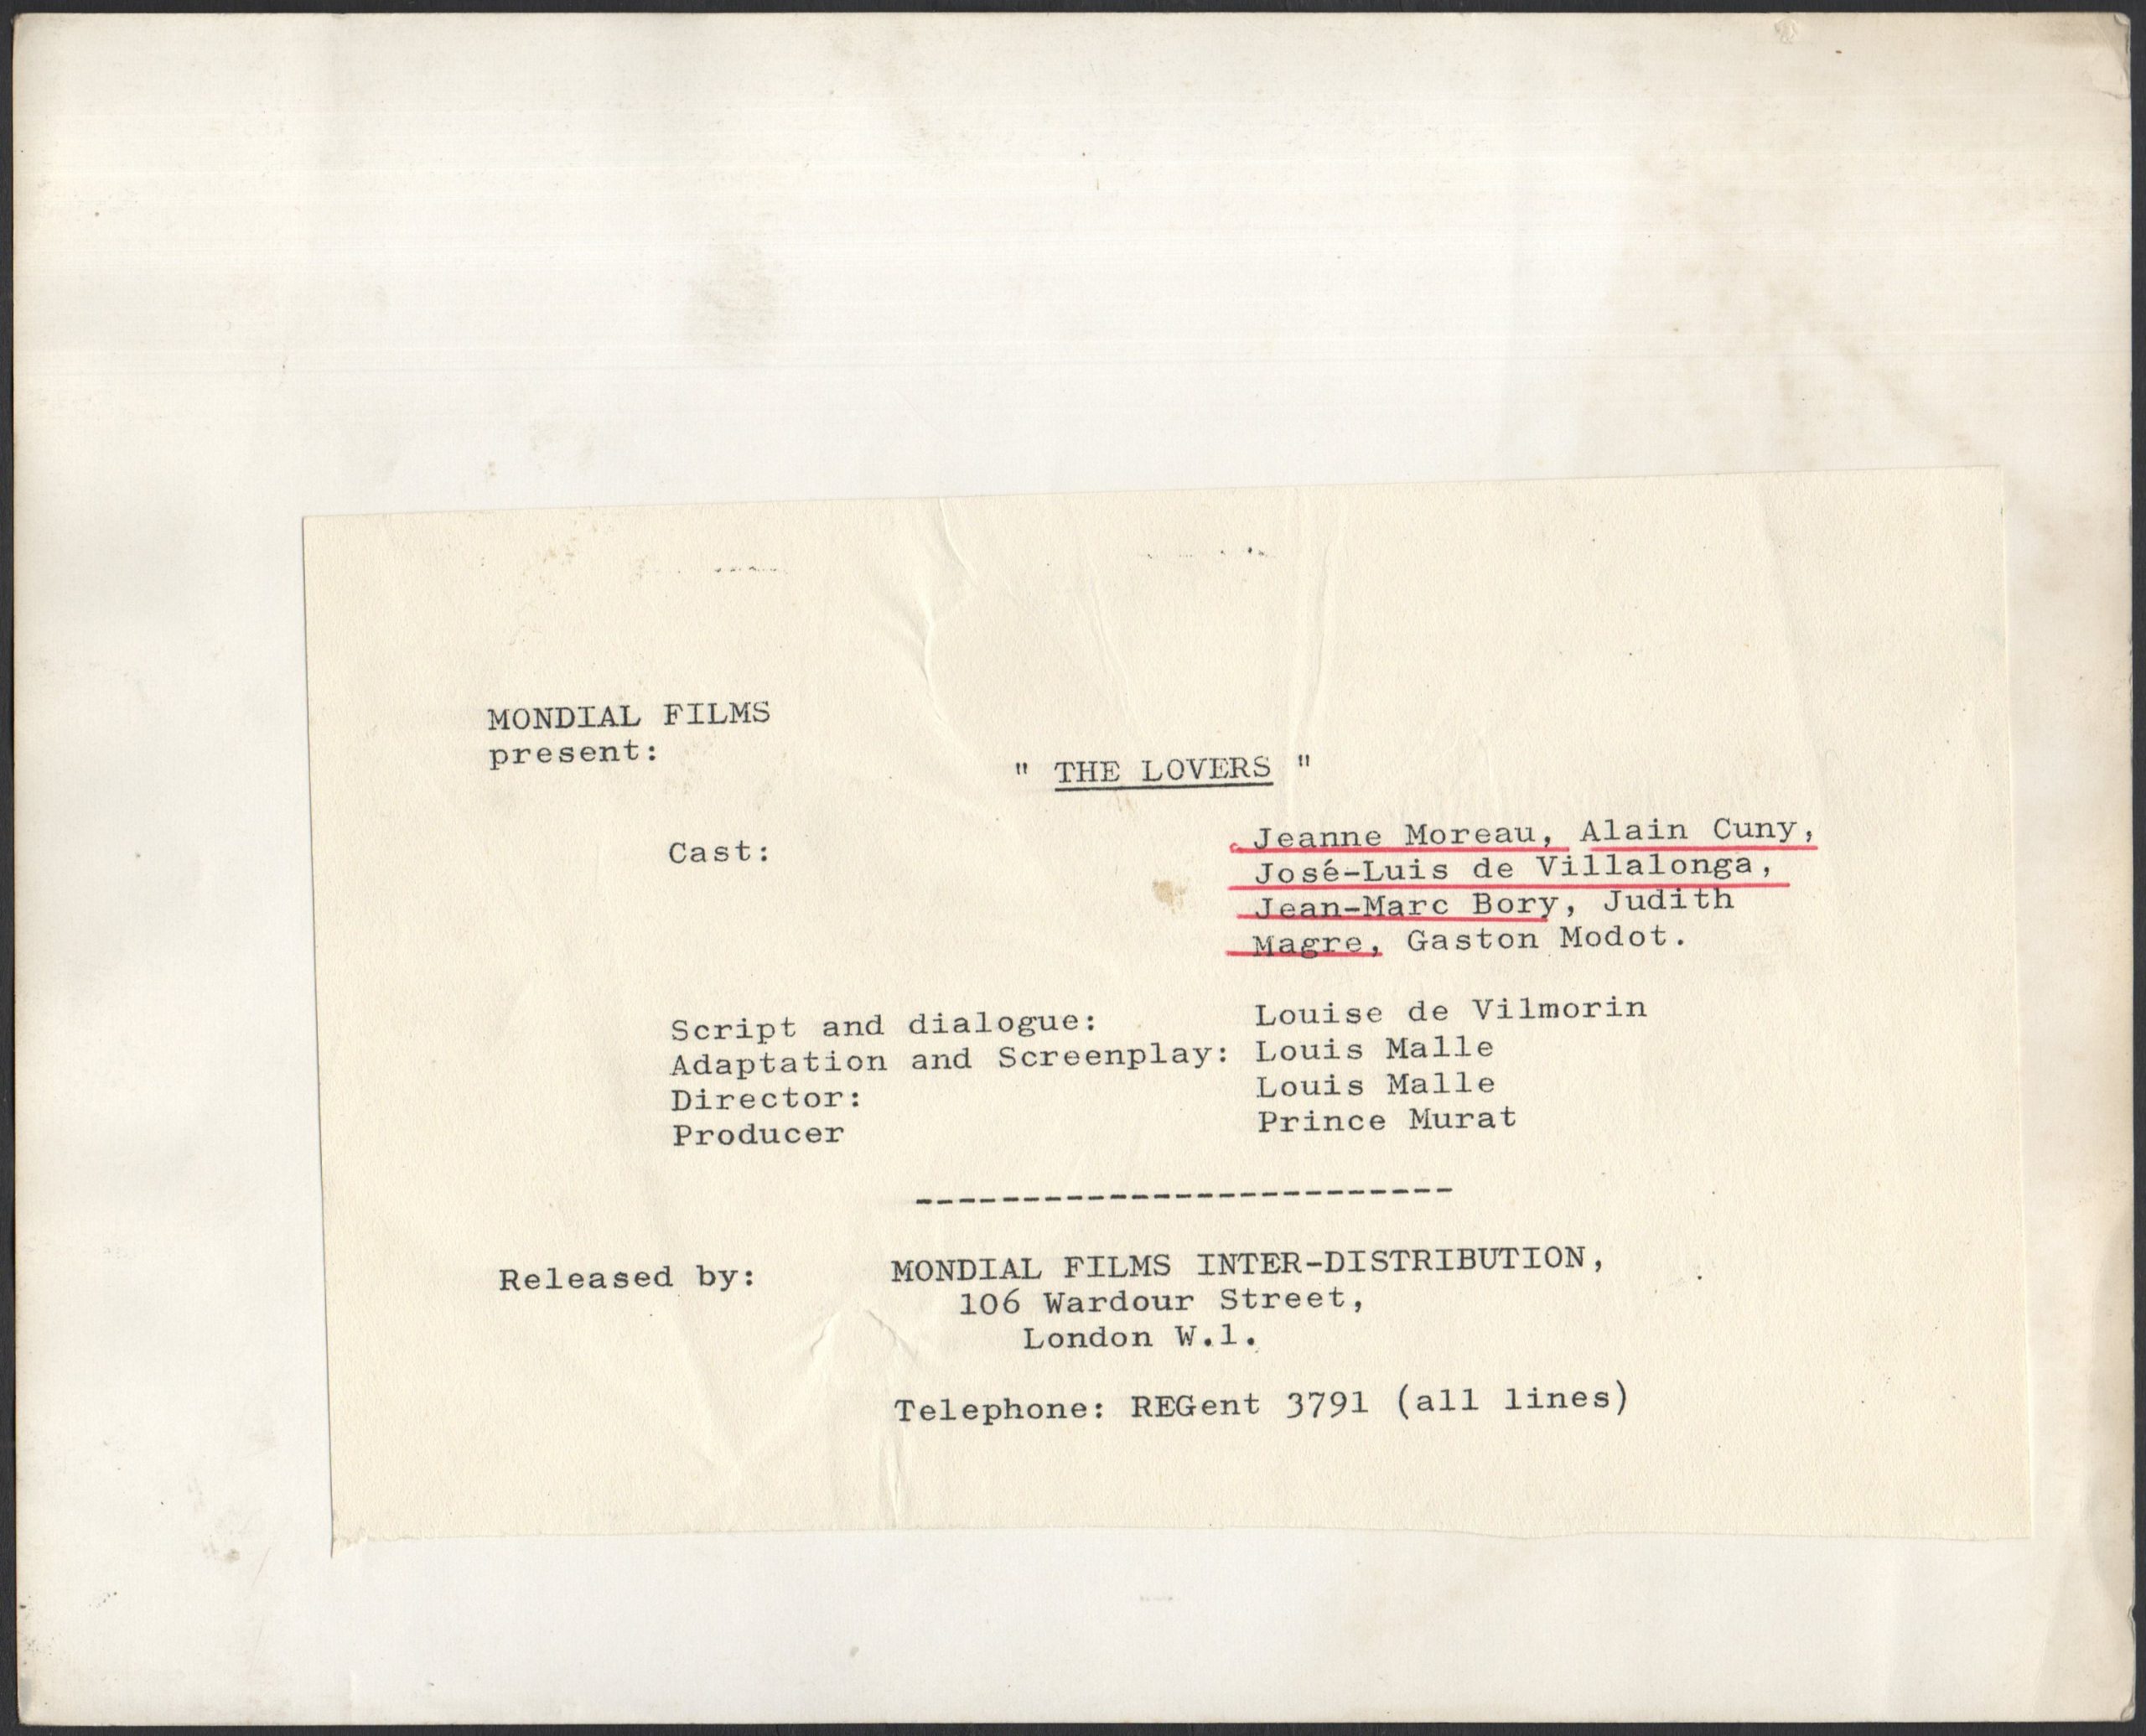 MONDIAL FILMS
present:
" THE LOVERS "
Cast:
Jeanne Moreau, Alain Cuny,
José-Luis de Villalonga,
Jean-Marc Bory, Judith
Magre, Gaston Modot.
Script and dialogue: Louise de Vilmorin
Adaptation and Screenplay: Louis Malle
Director: Louis Malle
Producer Prince Murat
--------------------------
Released by: MONDIAL FILMS INTER-DISTRIBUTION,
106 Wardour Street,
London W.1.
Telephone: REGent 3791 (all lines)